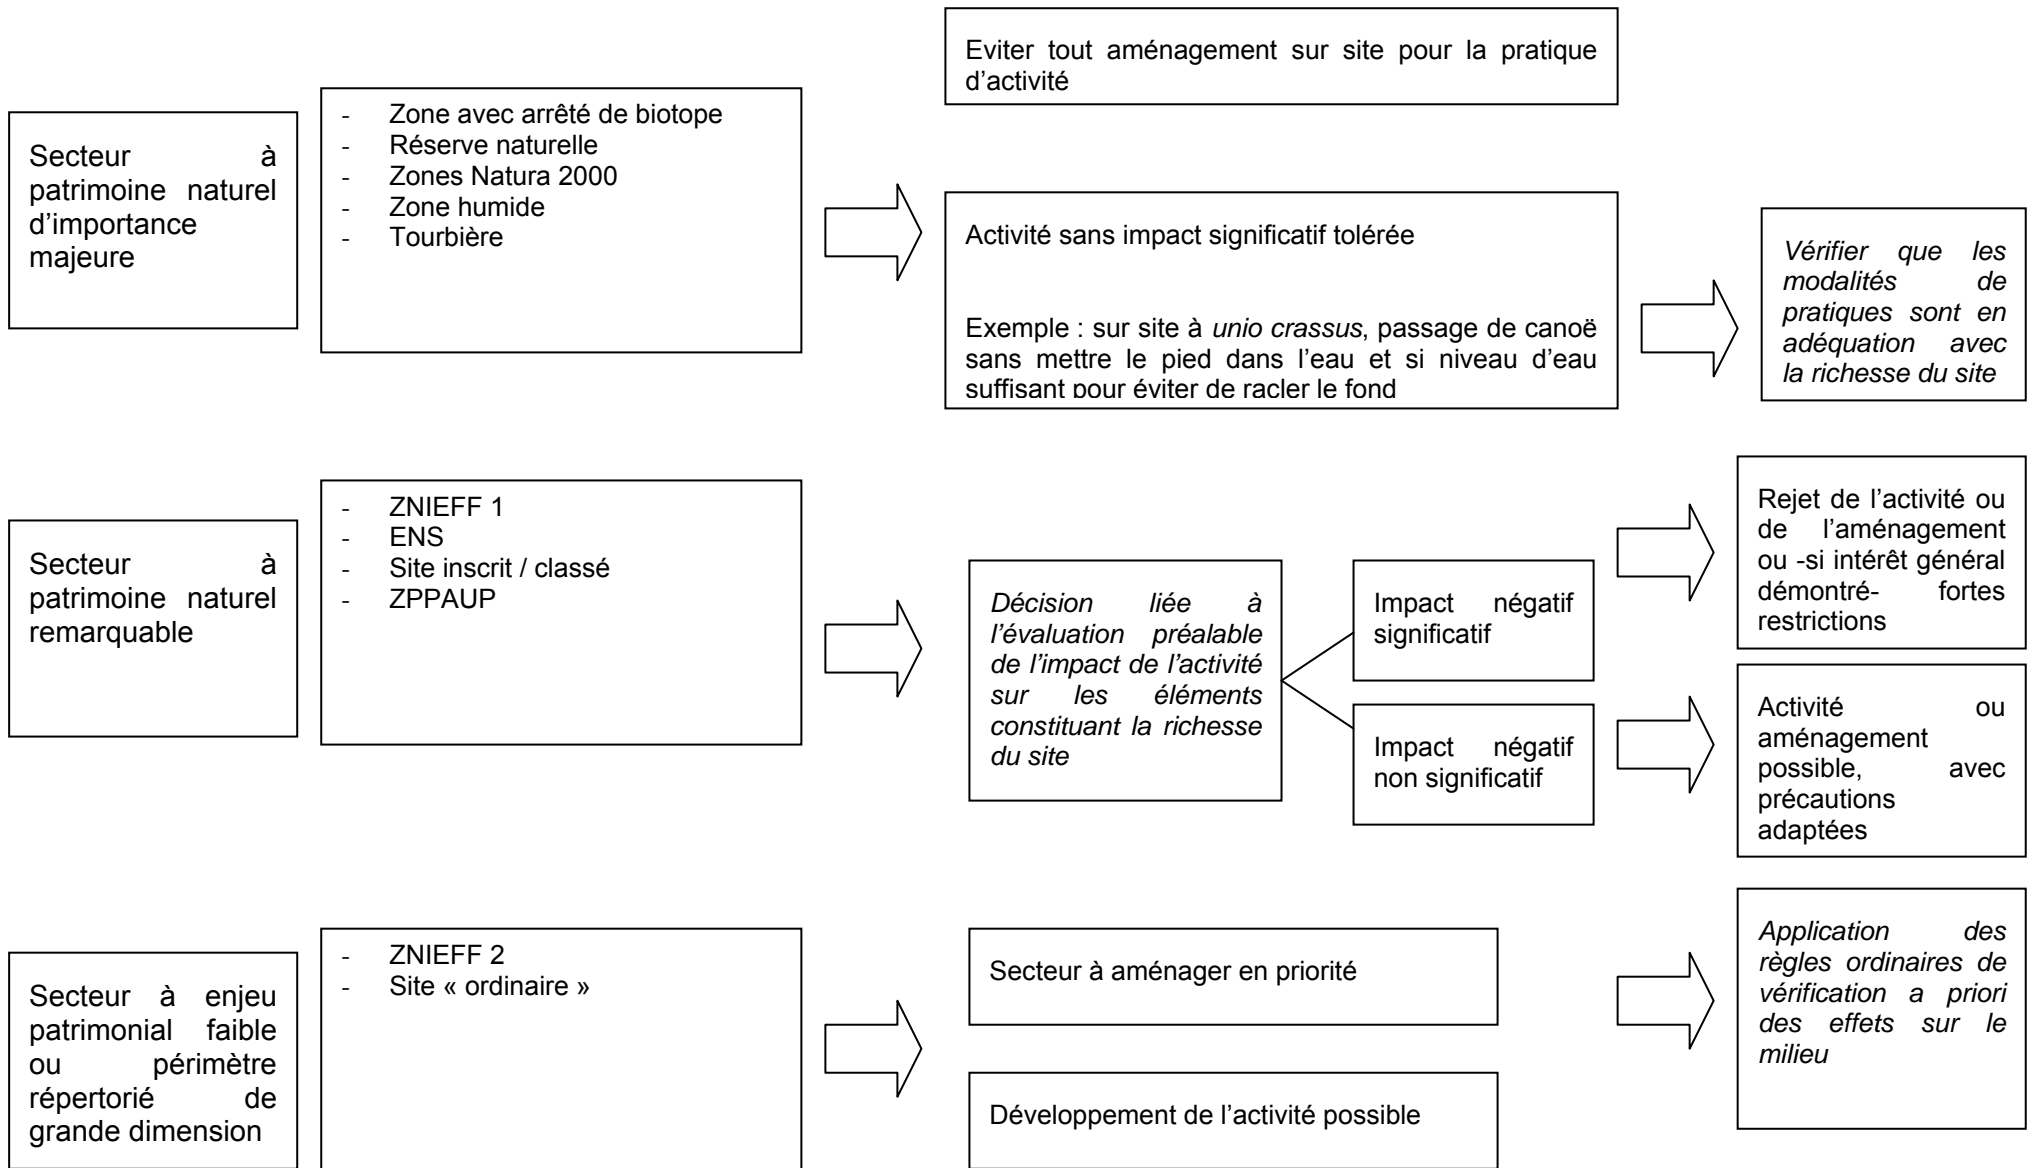 Eviter tout aménagement sur site pour la pratique
d’activité
Secteur à
patrimoine naturel
d’importance
majeure
- Zone avec arrêté de biotope
- Réserve naturelle
- Zones Natura 2000
- Zone humide
- Tourbière
Activité sans impact significatif tolérée
Exemple : sur site à unio crassus, passage de canoë
sans mettre le pied dans l’eau et si niveau d’eau
suffisant pour éviter de racler le fond
Vérifier que les
modalités de
pratiques sont en
adéquation avec
la richesse du site
Secteur à
patrimoine naturel
remarquable
- ZNIEFF 1
- ENS
- Site inscrit / classé
- ZPPAUP
Décision liée à
l’évaluation préalable
de l’impact de l’activité
sur les éléments
constituant la richesse
du site
Impact négatif
significatif
Impact négatif
non significatif
Rejet de l’activité ou
de l’aménagement
ou -si intérêt général
démontré- fortes
restrictions
Activité ou
aménagement
possible, avec
précautions
adaptées
Secteur à enjeu
patrimonial faible
ou périmètre
répertorié de
grande dimension
- ZNIEFF 2
- Site « ordinaire »
Secteur à aménager en priorité
Développement de l’activité possible
Application des
règles ordinaires de
vérification a priori
des effets sur le
milieu